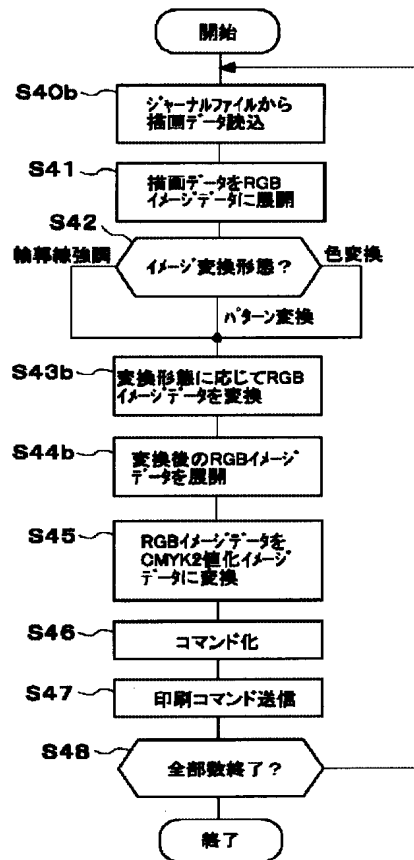 開始
S40b
ジャーナルファイルから
描画データ読込
S41
描画データをRGB
イメージデータに展開
S42
輪郭線強調
イメージ変換形態?
色変換
パターン変換
S43b
変換形態に応じてRGB
イメージデータを変換
S44b
変換後のRGBイメージ
データを展開
S45
RGBイメージデータを
CMYK2値化イメージ
データに変換
S46
コマンド化
S47
印刷コマンド送信
S48
全部数終了?
終了